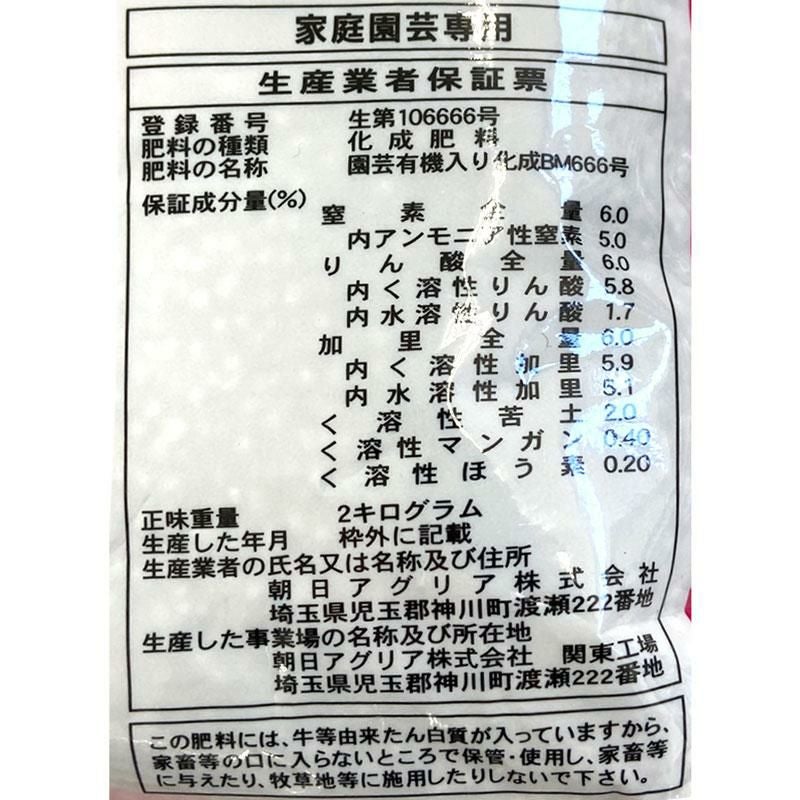 家庭園芸専用
生産業者保証票
登録番号 生第106666号
肥料の種類 化成肥料
肥料の名称 園芸有機入り化成BM666号
保証成分量(%)
窒素全量 6.0
内アンモニア性窒素 5.0
りん酸全量 6.0
内く溶性りん酸 5.8
内水溶性りん酸 1.7
加里全量 6.0
内く溶性加里 5.9
内水溶性加里 5.1
く溶性苦土 2.0
く溶性マンガン 0.40
く溶性ほう素 0.20
正味重量 2キログラム
生産した年月 枠外に記載
生産業者の氏名又は名称及び住所
朝日アグリア株式会社
埼玉県児玉郡神川町渡瀬222番地
生産した事業場の名称及び所在地
朝日アグリア株式会社 関東工場
埼玉県児玉郡神川町渡瀬222番地
この肥料には、牛等由来たん白質が入っていますから、
家畜等の口に入らないところで保管・使用し、家畜等
に与えたり、牧草地等に施用したりしないで下さい。